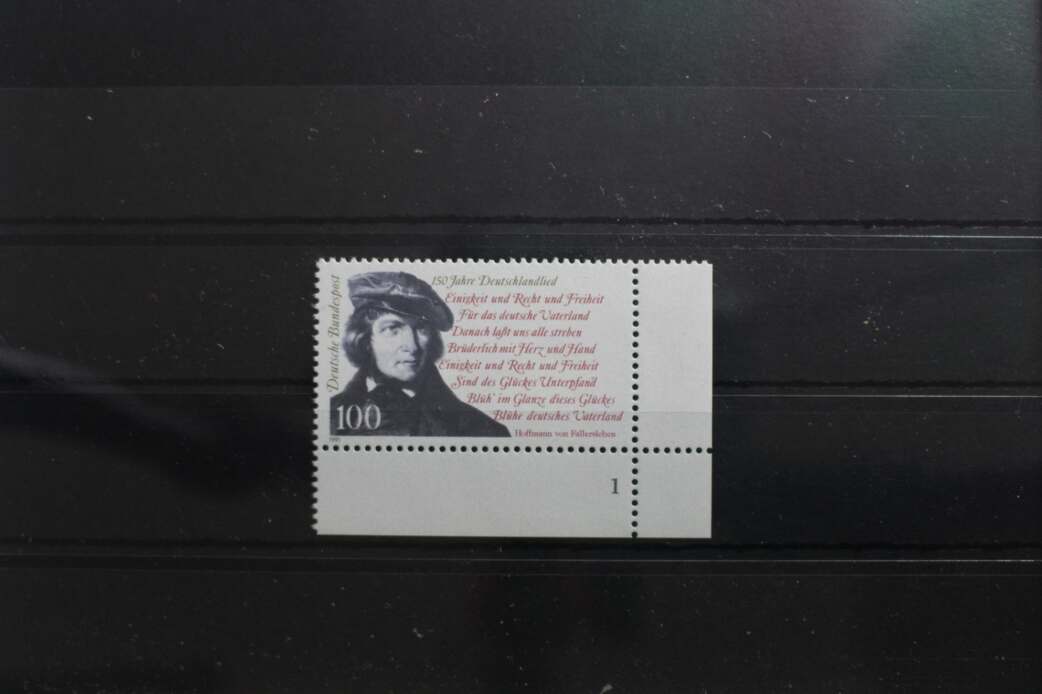 150 Jahre Deutschlandlied
Einigkeit und Recht und Freiheit
Für das deutsche Vaterland
Danach laßt uns alle streben
Brüderlich mit Herz und Hand
Einigkeit und Recht und Freiheit
Sind des Glückes Unterpfand
Blüh' im Glanze dieses Glückes
Blühe deutsches Vaterland
Hoffmann von Fallersleben
Deutsche Bundespost
100
1991
1